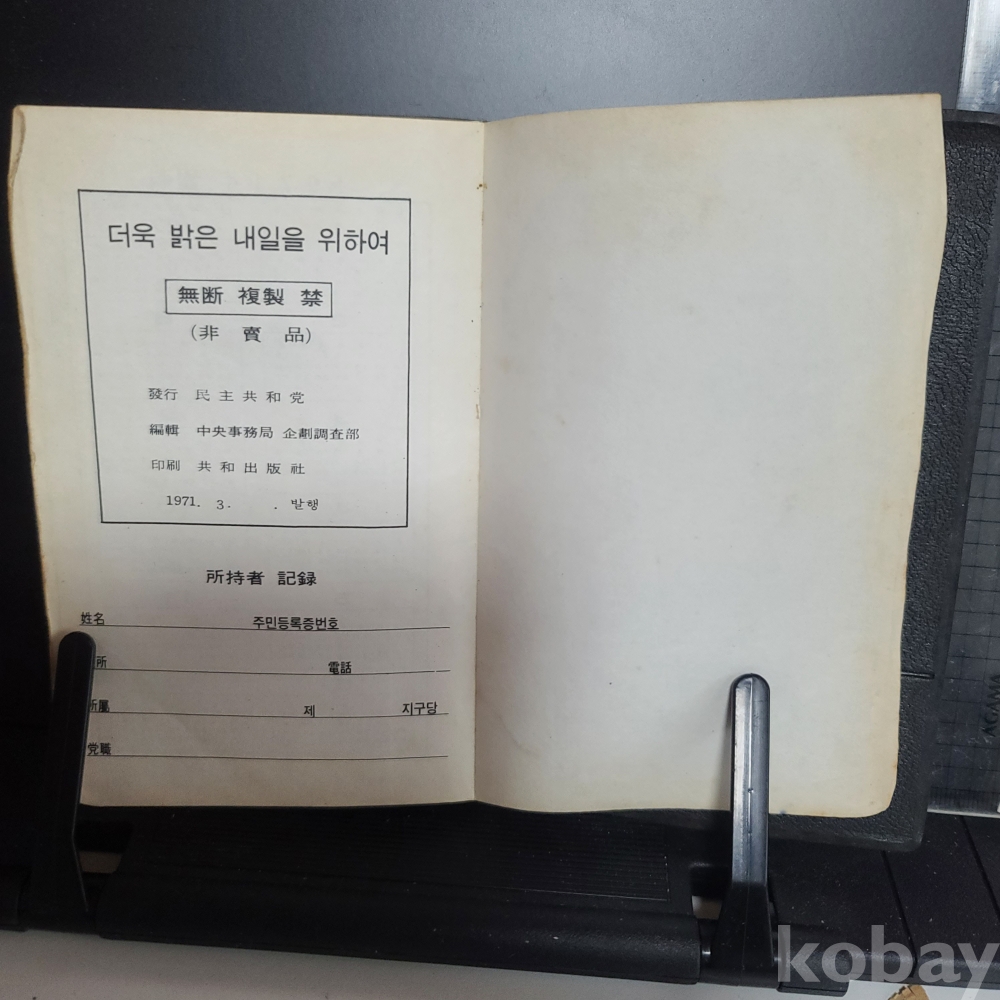 더욱 밝은 내일을 위하여
無断 複製 禁
(非 賣 品)
發行 民主共和党
編輯 中央事務局 企劃調査部
印刷 共和出版社
1971. 3. . 발행
所持者 記録
姓名 주민등록증번호
所 電話
所屬 제 지구당
党職
kobay